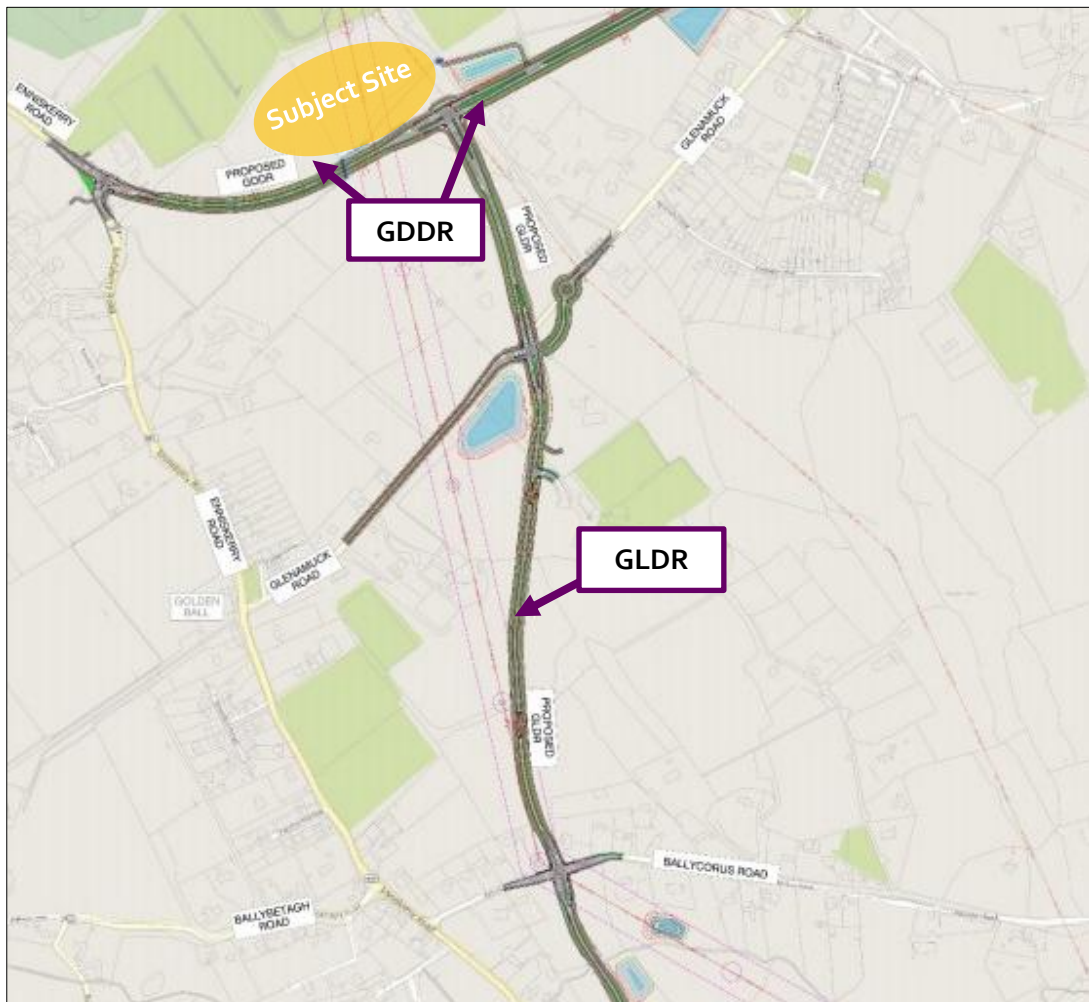 Subject Site
ENNISKERRY
ROAD
GLENAMUCK
ROAD
PROPOSED
GDDR
GDDR
PROPOSED
GLDR
ENNISKERRY
ROAD
GLENAMUCK
ROAD
GOLDEN
BALL
GLDR
PROPOSED
GLDR
BALLYCORUS ROAD
BALLYBETAGH
ROAD